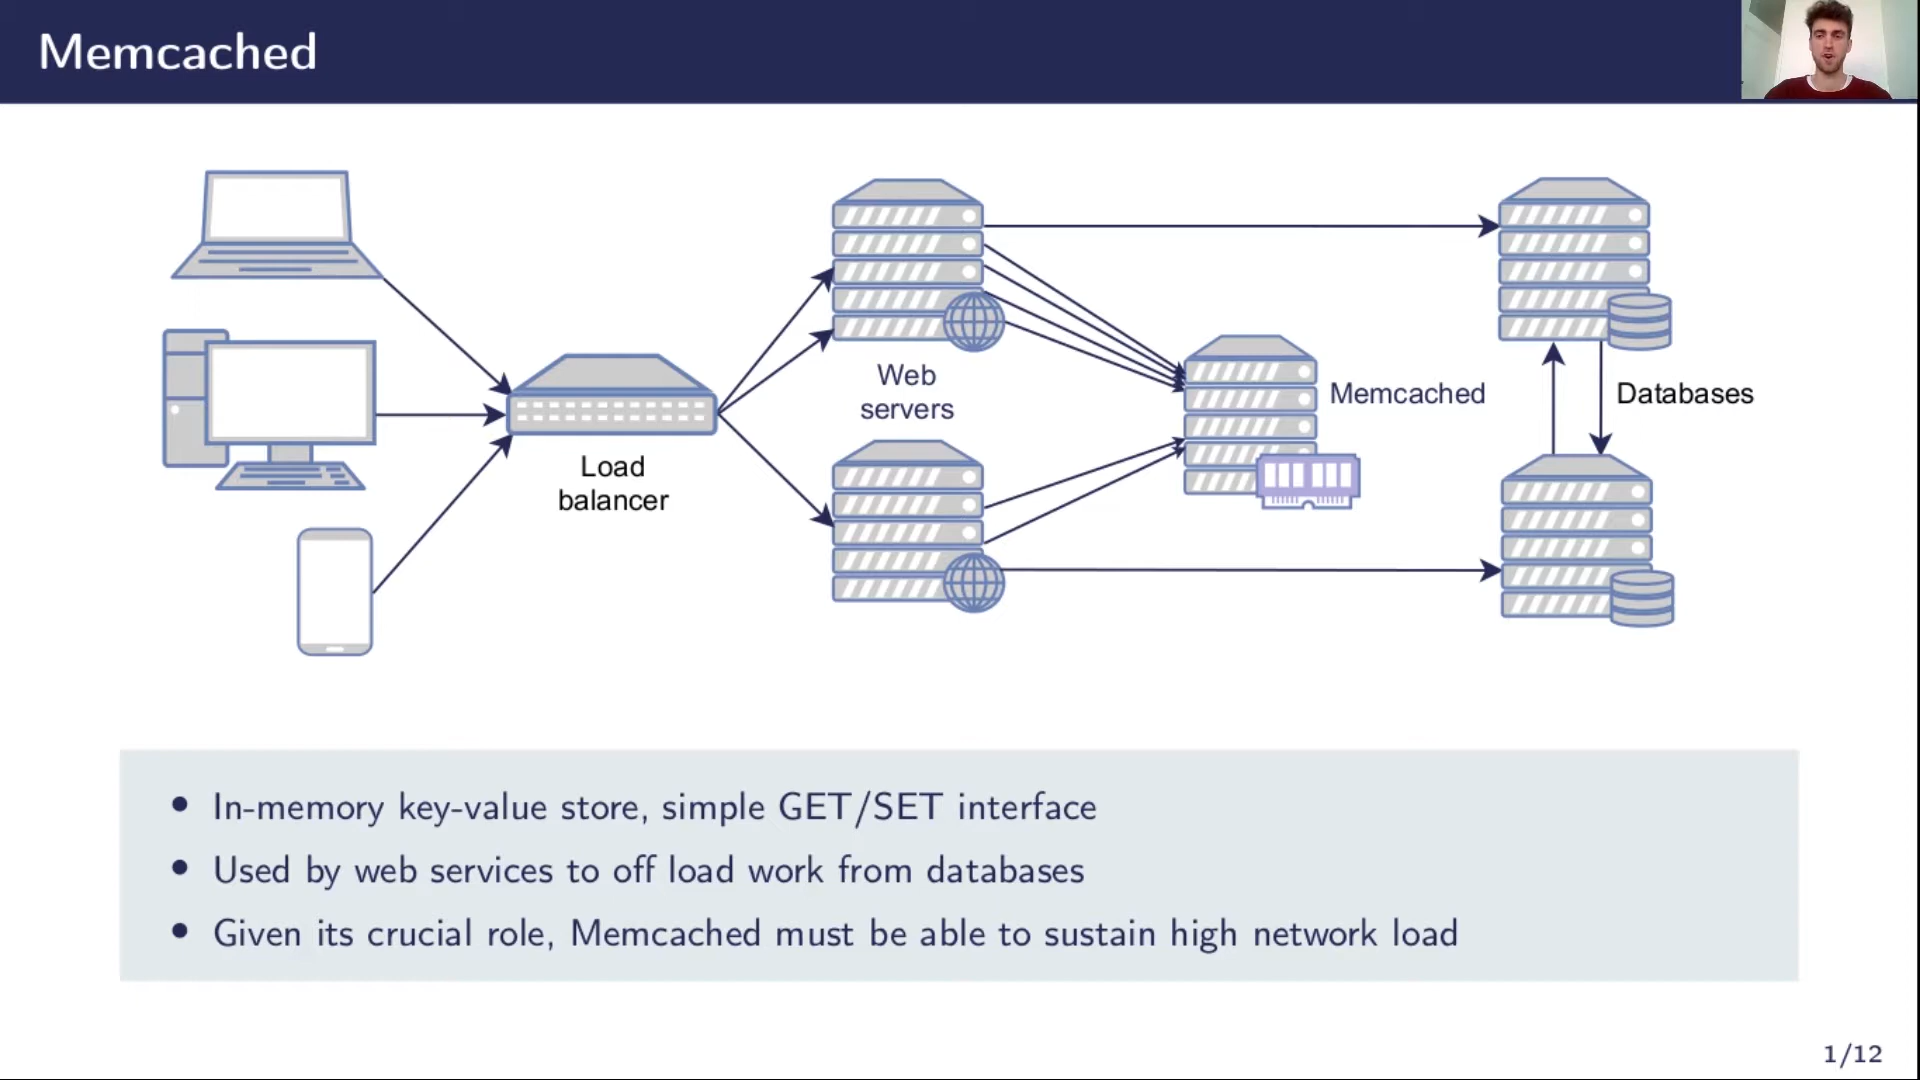 Memcached
Web
servers
Load
balancer
Memcached
Databases
In-memory key-value store, simple GET/SET interface
Used by web services to off load work from databases
Given its crucial role, Memcached must be able to sustain high network load
1/12